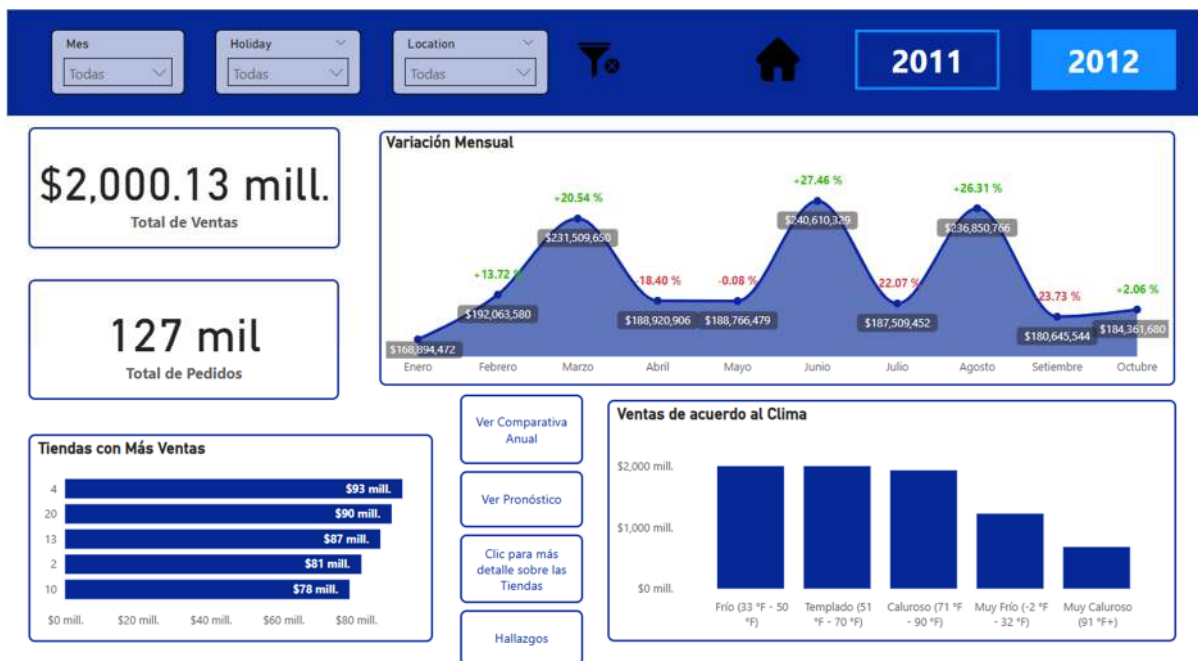 Mes
Todas
Holiday
Todas
Location
Todas
2011
2012
$2,000.13 mill.
Total de Ventas
127 mil
Total de Pedidos
Variación Mensual
+13.72 %
+20.54 %
-18.40 %
-0.08 %
+27.46 %
-22.07 %
+26.31 %
-23.73 %
+2.06 %
$168,894,472
$192,063,580
$231,509,650
$188,920,906
$188,766,479
$240,610,329
$187,509,452
$236,850,766
$180,645,544
$184,361,680
Enero
Febrero
Marzo
Abril
Mayo
Junio
Julio
Agosto
Setiembre
Octubre
Tiendas con Más Ventas
4
$93 mill.
20
$90 mill.
13
$87 mill.
2
$81 mill.
10
$78 mill.
$0 mill.
$20 mill.
$40 mill.
$60 mill.
$80 mill.
Ver Comparativa
Anual
Ver Pronóstico
Clic para más
detalle sobre las
Tiendas
Hallazgos
Ventas de acuerdo al Clima
$2,000 mill.
$1,000 mill.
$0 mill.
Frío (33 °F - 50
°F)
Templado (51
°F - 70 °F)
Caluroso (71 °F
- 90 °F)
Muy Frío (-2 °F
- 32 °F)
Muy Caluroso
(91 °F+)